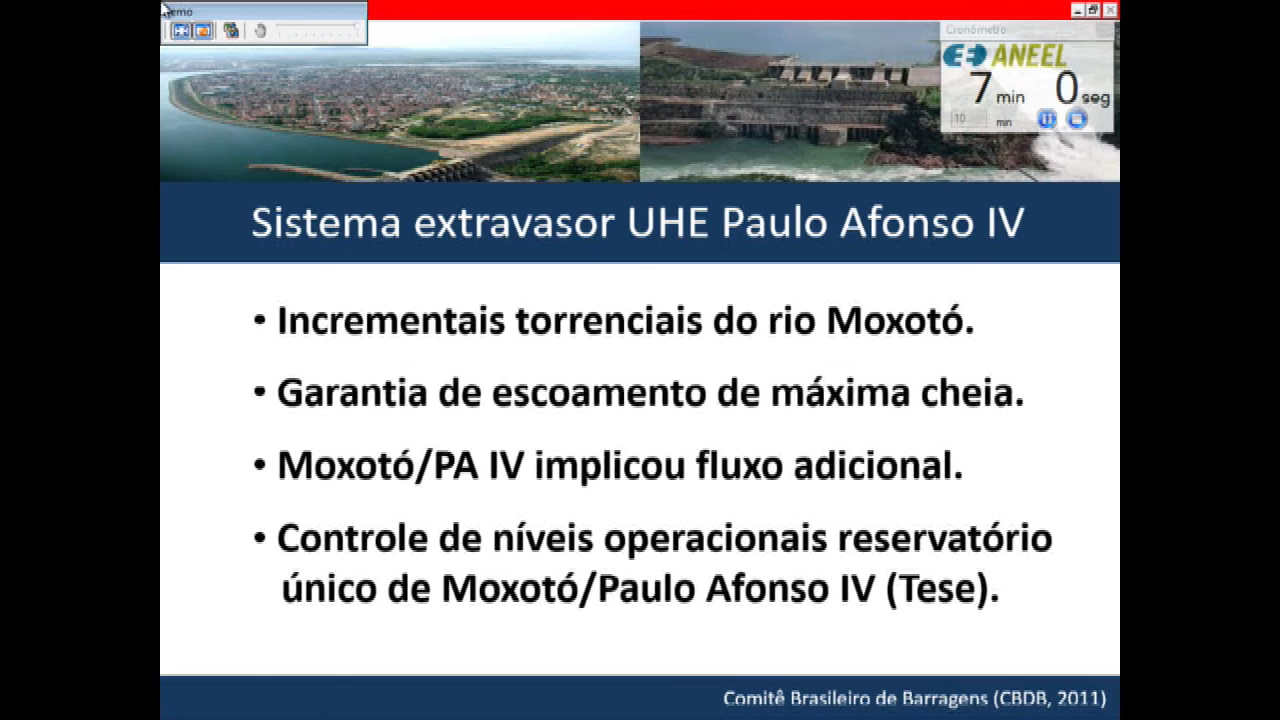 emo
Cronômetro
ANEEL
7 min 0 seg
10 min
Sistema extravasor UHE Paulo Afonso IV
• Incrementais torrenciais do rio Moxotó.
• Garantia de escoamento de máxima cheia.
• Moxotó/PA IV implicou fluxo adicional.
• Controle de níveis operacionais reservatório
único de Moxotó/Paulo Afonso IV (Tese).
Comitê Brasileiro de Barragens (CBDB, 2011)